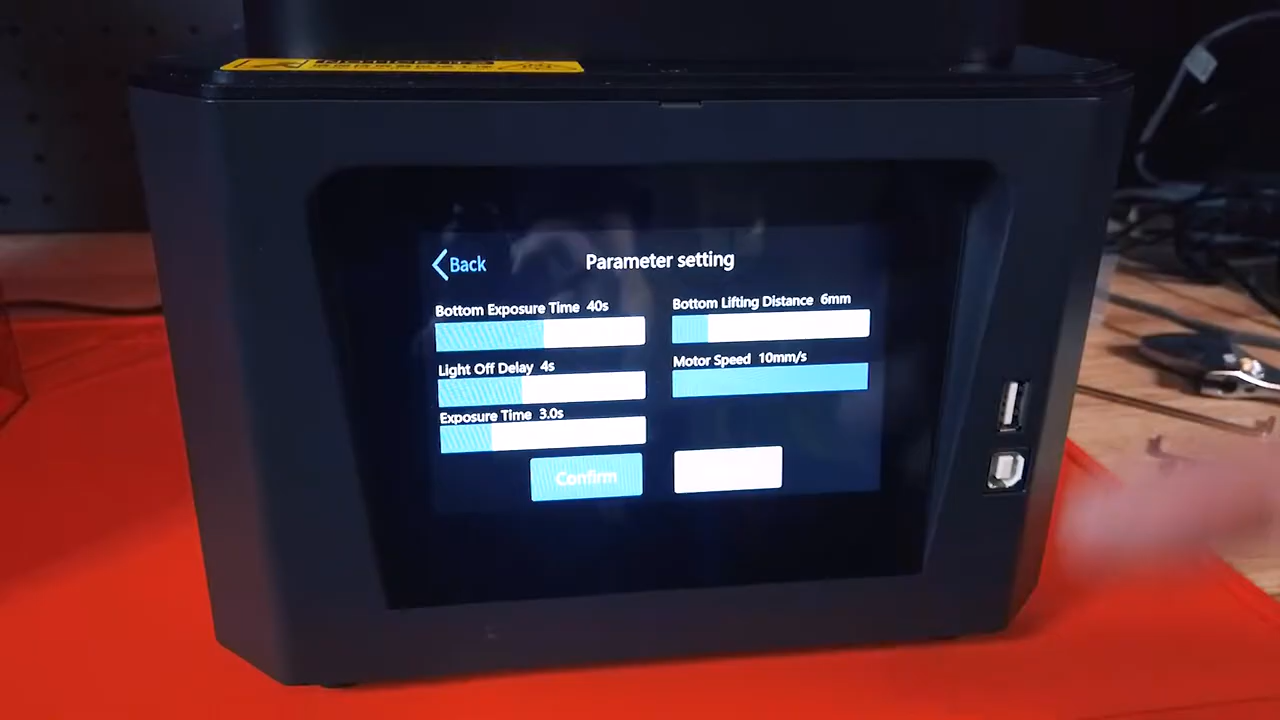 Back
Parameter setting
Bottom Exposure Time 40s
Bottom Lifting Distance 6mm
Light Off Delay 4s
Motor Speed 10mm/s
Exposure Time 3.0s
Confirm